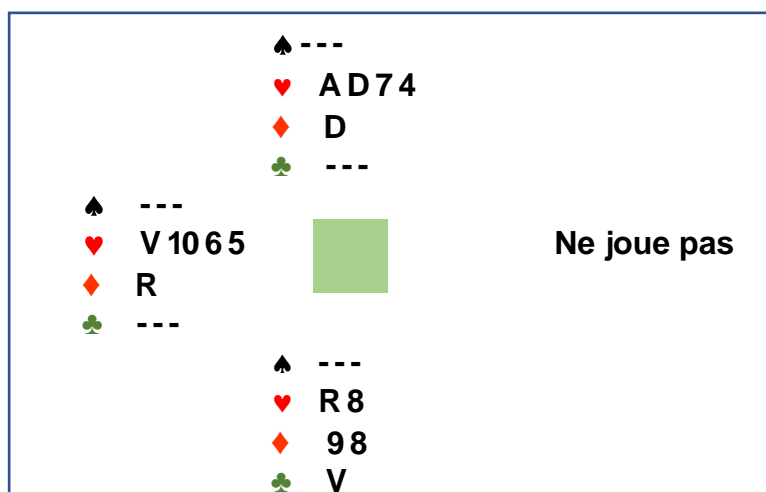 ♠ ---
♥ A D 7 4
♦ D
♣ ---
♠ ---
♥ V 10 6 5
♦ R
♣ ---
Ne joue pas
♠ ---
♥ R 8
♦ 9 8
♣ V